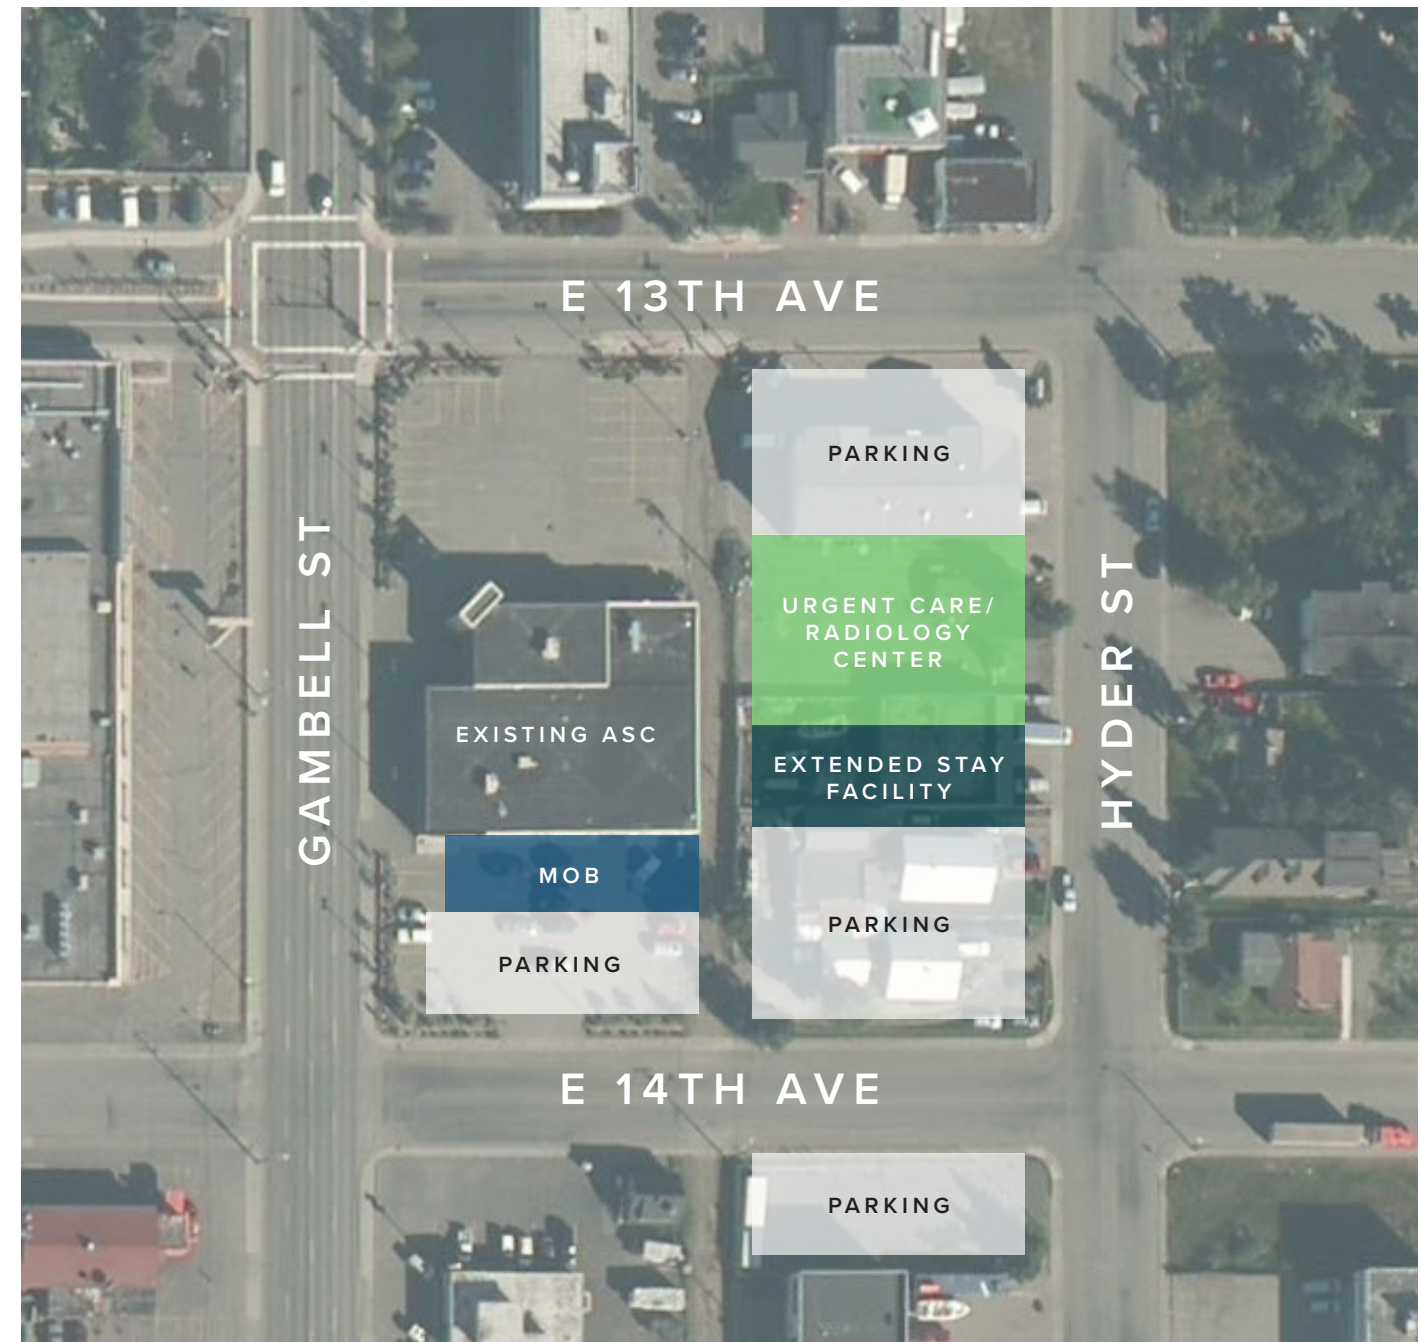 E 13TH AVE
PARKING
GAMBELL ST
HYDER ST
URGENT CARE/
RADIOLOGY
CENTER
EXISTING ASC
EXTENDED STAY
FACILITY
MOB
PARKING
PARKING
E 14TH AVE
PARKING